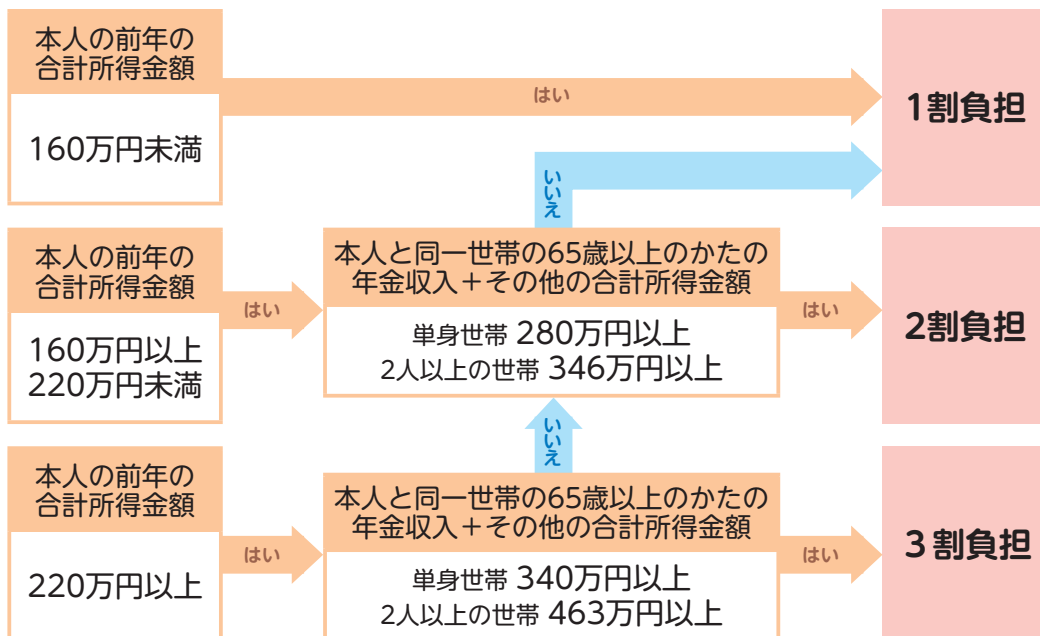 本人の前年の
合計所得金額
160万円未満
はい
1割負担
いいえ
本人の前年の
合計所得金額
160万円以上
220万円未満
はい
本人と同一世帯の65歳以上のかたの
年金収入＋その他の合計所得金額
単身世帯 280万円以上
2人以上の世帯 346万円以上
はい
2割負担
いいえ
本人の前年の
合計所得金額
220万円以上
はい
本人と同一世帯の65歳以上のかたの
年金収入＋その他の合計所得金額
単身世帯 340万円以上
2人以上の世帯 463万円以上
はい
3割負担